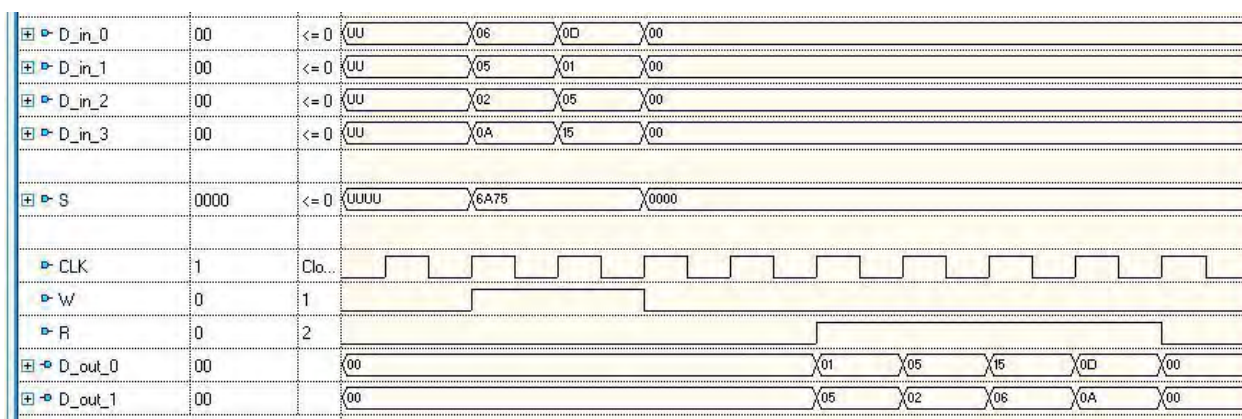 D_in_0 00 <= 0 UU 06 0D 00
D_in_1 00 <= 0 UU 05 01 00
D_in_2 00 <= 0 UU 02 05 00
D_in_3 00 <= 0 UU 0A 15 00
S 0000 <= 0 UUUU 6A75 0000
CLK 1 Clo...
W 0 1
R 0 2
D_out_0 00 00 01 05 15 0D 00
D_out_1 00 00 05 02 06 0A 00